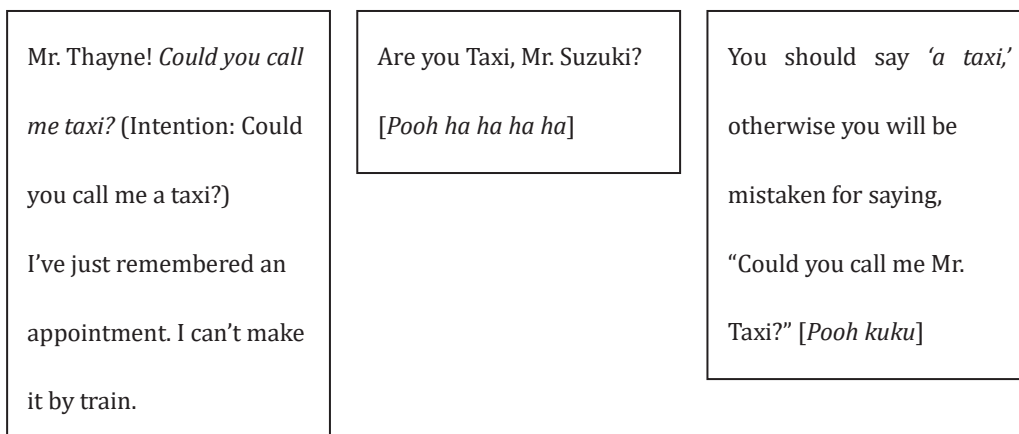 Mr. Thayne! Could you call
me taxi? (Intention: Could
you call me a taxi?)
I’ve just remembered an
appointment. I can’t make
it by train.
Are you Taxi, Mr. Suzuki?
[Pooh ha ha ha ha]
You should say ‘a taxi,’
otherwise you will be
mistaken for saying,
“Could you call me Mr.
Taxi?” [Pooh kuku]